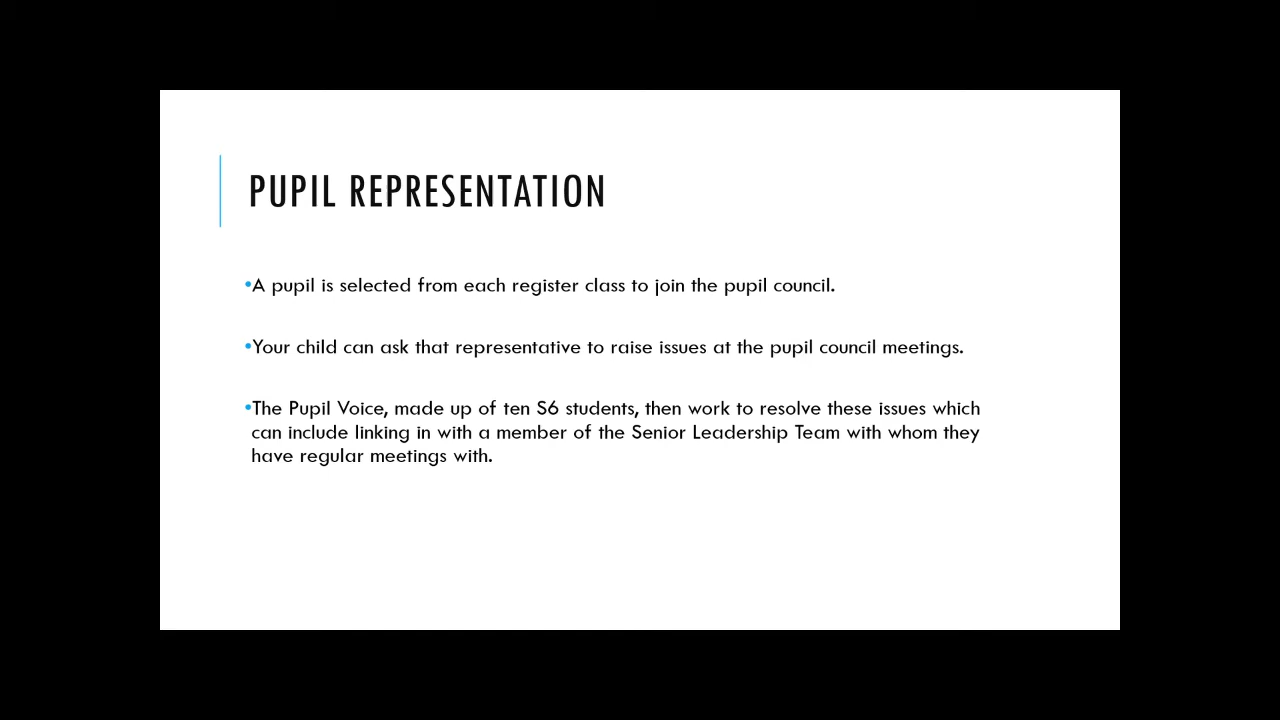 PUPIL REPRESENTATION
•A pupil is selected from each register class to join the pupil council.
•Your child can ask that representative to raise issues at the pupil council meetings.
•The Pupil Voice, made up of ten S6 students, then work to resolve these issues which
can include linking in with a member of the Senior Leadership Team with whom they
have regular meetings with.